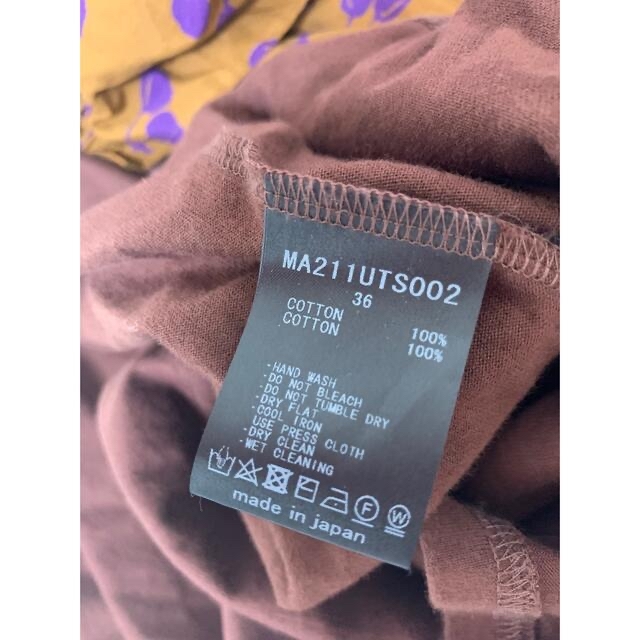 MA211UTS002
36
COTTON 100%
COTTON 100%
-HAND WASH
-DO NOT BLEACH
-DO NOT TUMBLE DRY
-DRY FLAT
-COOL IRON
USE PRESS CLOTH
-DRY CLEAN
-WET CLEANING
F W
made in japan